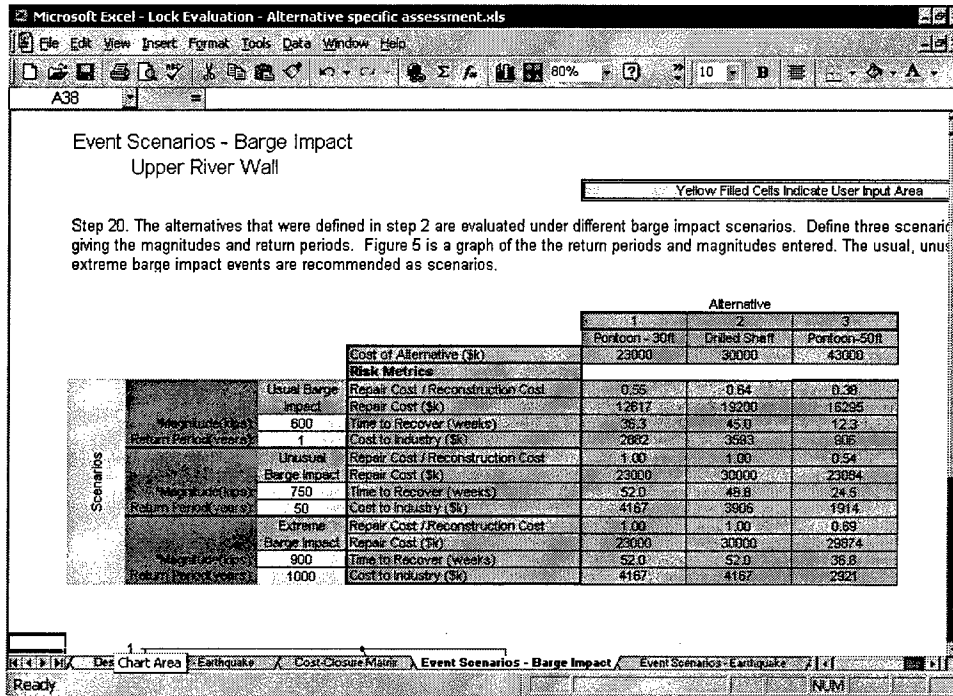 Microsoft Excel - Lock Evaluation - Alternative specific assessment.xls
File Edit View Insert Format Tools Data Window Help
80% 10 B A
A38 =
Event Scenarios - Barge Impact
Upper River Wall
Yellow Filled Cells Indicate User Input Area
Step 20. The alternatives that were defined in step 2 are evaluated under different barge impact scenarios. Define three scenario
giving the magnitudes and return periods. Figure 5 is a graph of the the return periods and magnitudes entered. The usual, unus
extreme barge impact events are recommended as scenarios.
Alternative
1 2 3
Pontoon - 30ft Drilled Shaft Pontoon-50ft
Cost of Alternative ($k) 23000 30000 43000
Risk Metrics
Scenarios
Usual Barge Repair Cost / Reconstruction Cost 0.55 0.64 0.38
Impact Repair Cost ($k) 12617 19200 16295
Magnitude(kips): 600 Time to Recover (weeks) 36.3 45.0 12.3
Return Period(years): 1 Cost to Industry ($k) 2882 3583 906
Unusual Repair Cost / Reconstruction Cost 1.00 1.00 0.54
Barge Impact Repair Cost ($k) 23000 30000 23084
Magnitude(kips): 750 Time to Recover (weeks) 52.0 48.8 24.5
Return Period(years): 50 Cost to Industry ($k) 4167 3906 1914
Extreme Repair Cost / Reconstruction Cost 1.00 1.00 0.69
Barge Impact Repair Cost ($k) 23000 30000 29874
Magnitude(kips): 900 Time to Recover (weeks) 52.0 52.0 36.8
Return Period(years): 1000 Cost to Industry ($k) 4167 4167 2921
1
Des Chart Area Earthquake Cost-Closure Matrix Event Scenarios - Barge Impact Event Scenarios - Earthquake
Ready NUM